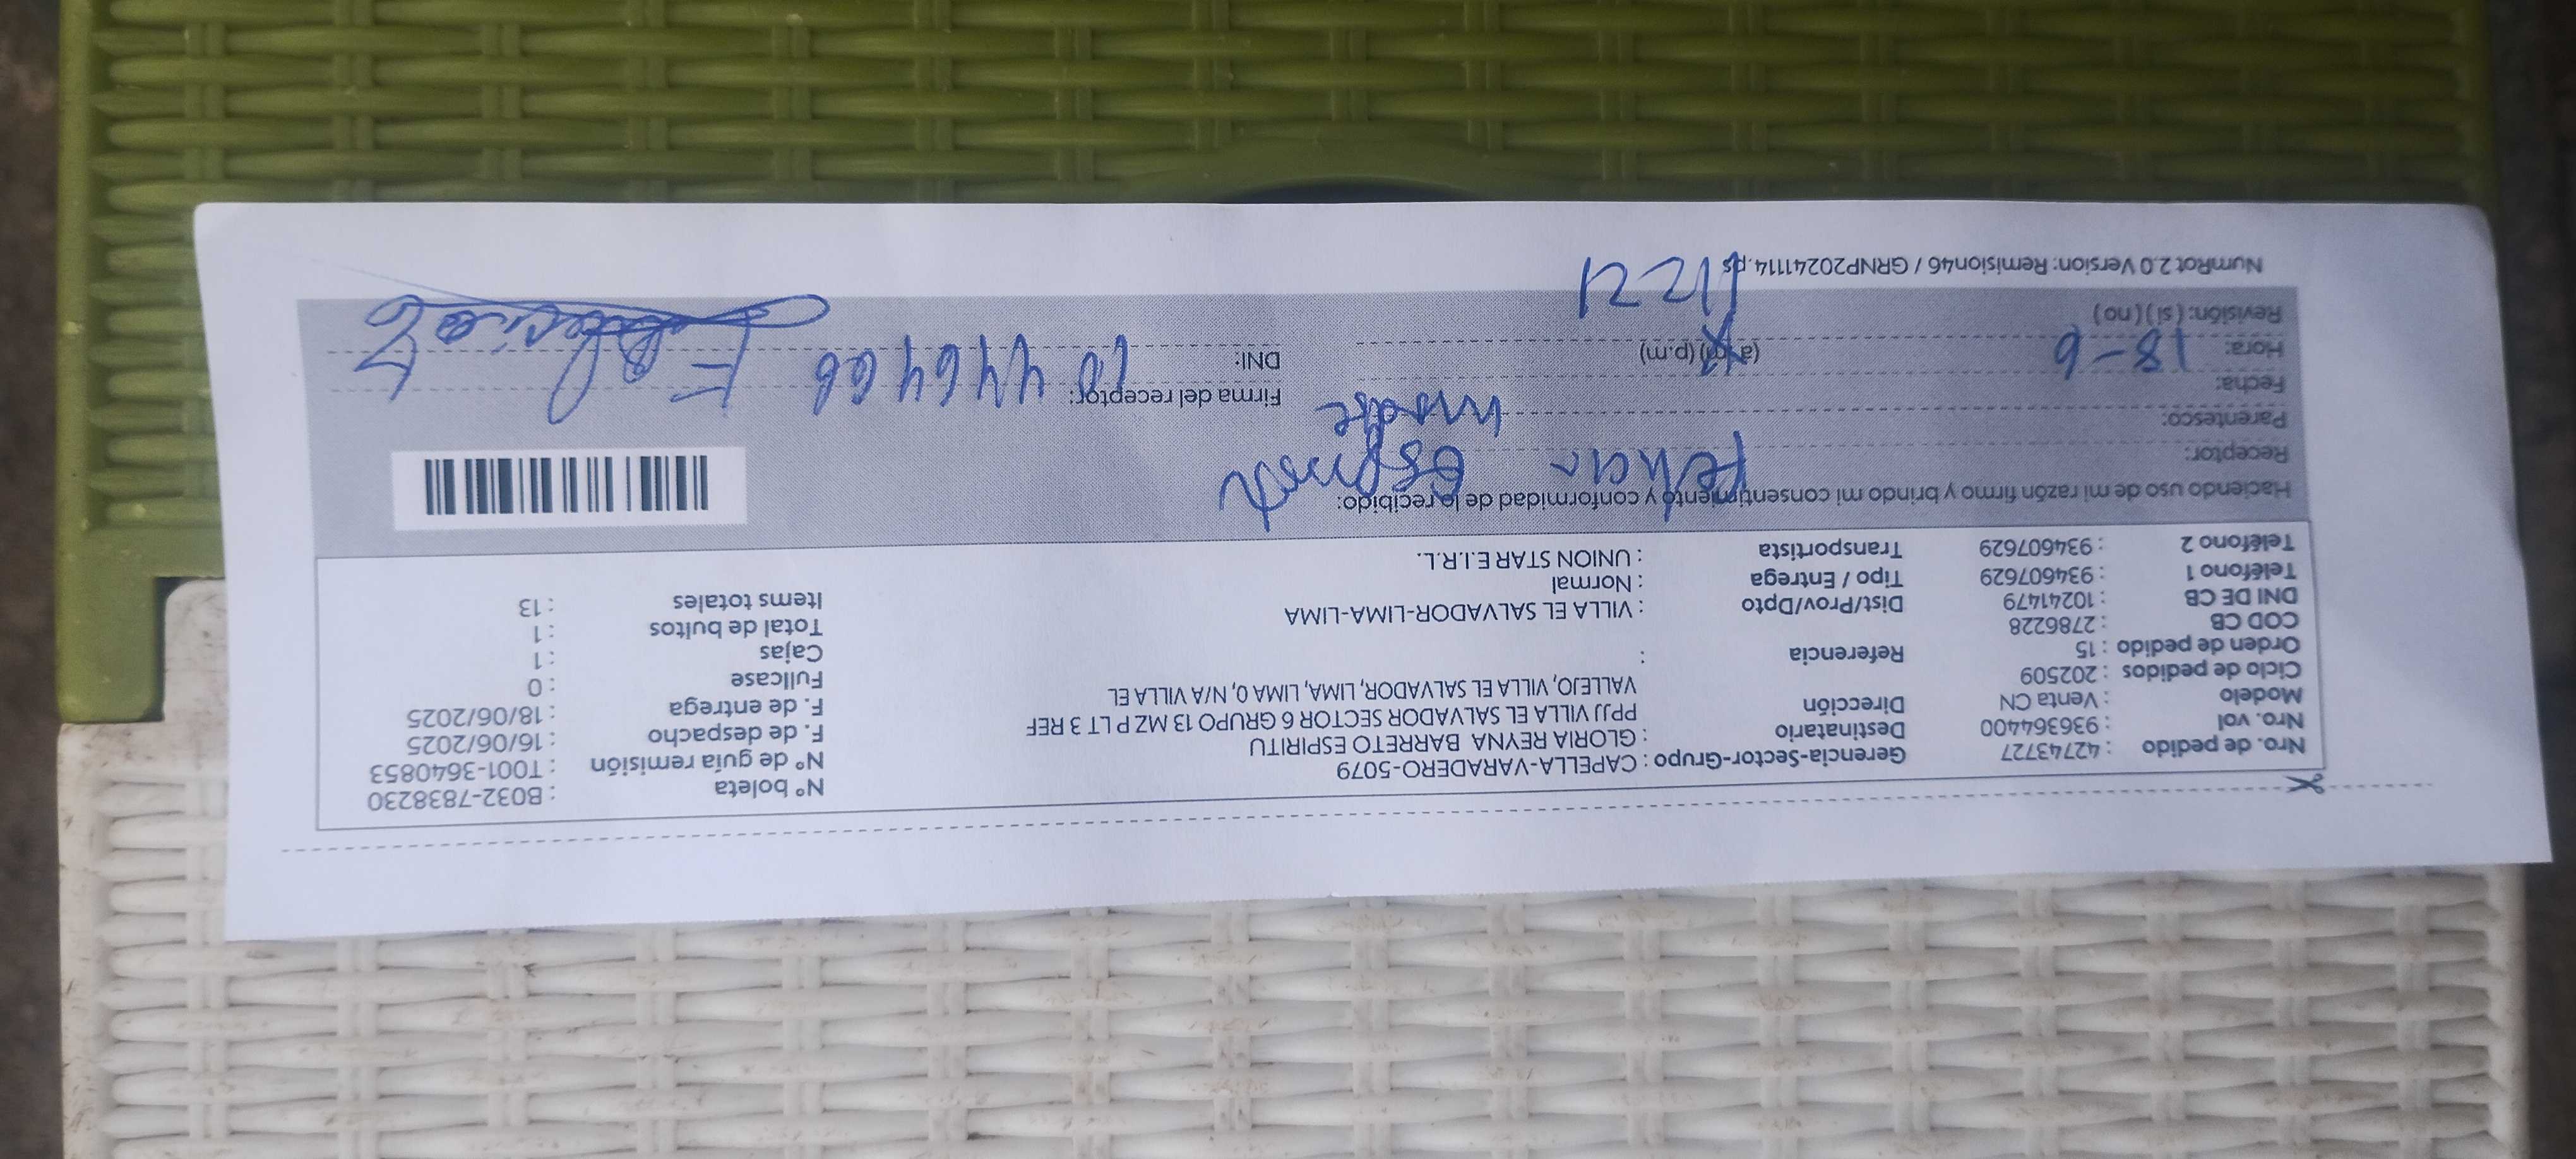 Nro. de pedido : 42743727 Gerencia-Sector-Grupo : CAPELLA-VARADERO-5079 N° boleta : B032-7838230
Nro. vol : 936364400 Destinatario : GLORIA REYNA BARRETO ESPIRITU N° de guía remisión : T001-3640853
Modelo : Venta CN Dirección PPJJ VILLA EL SALVADOR SECTOR 6 GRUPO 13 MZ P LT 3 REF F. de despacho : 16/06/2025
Ciclo de pedidos : 202509 VALLEJO, VILLA EL SALVADOR, LIMA, LIMA 0, N/A VILLA EL F. de entrega : 18/06/2025
Orden de pedido : 15 Referencia : Fullcase : 0
COD CB : 2786228 Cajas : 1
DNI DE CB : 10241479 Dist/Prov/Dpto : VILLA EL SALVADOR-LIMA-LIMA Total de bultos : 1
Teléfono 1 : 934607629 Tipo / Entrega : Normal Items totales : 13
Teléfono 2 : 934607629 Transportista : UNION STAR E.I.R.L.
Haciendo uso de mi razón firmo y brindo mi consentimiento y conformidad de lo recibido:
Receptor: Felicia
Parentesco:
Fecha: 18-6 Firma del receptor:
Hora: (a.m) (p.m) DNI:
Revisión: (si) (no)
NumRot 2.0 Version: Remision46 / GRNP20241114.ps